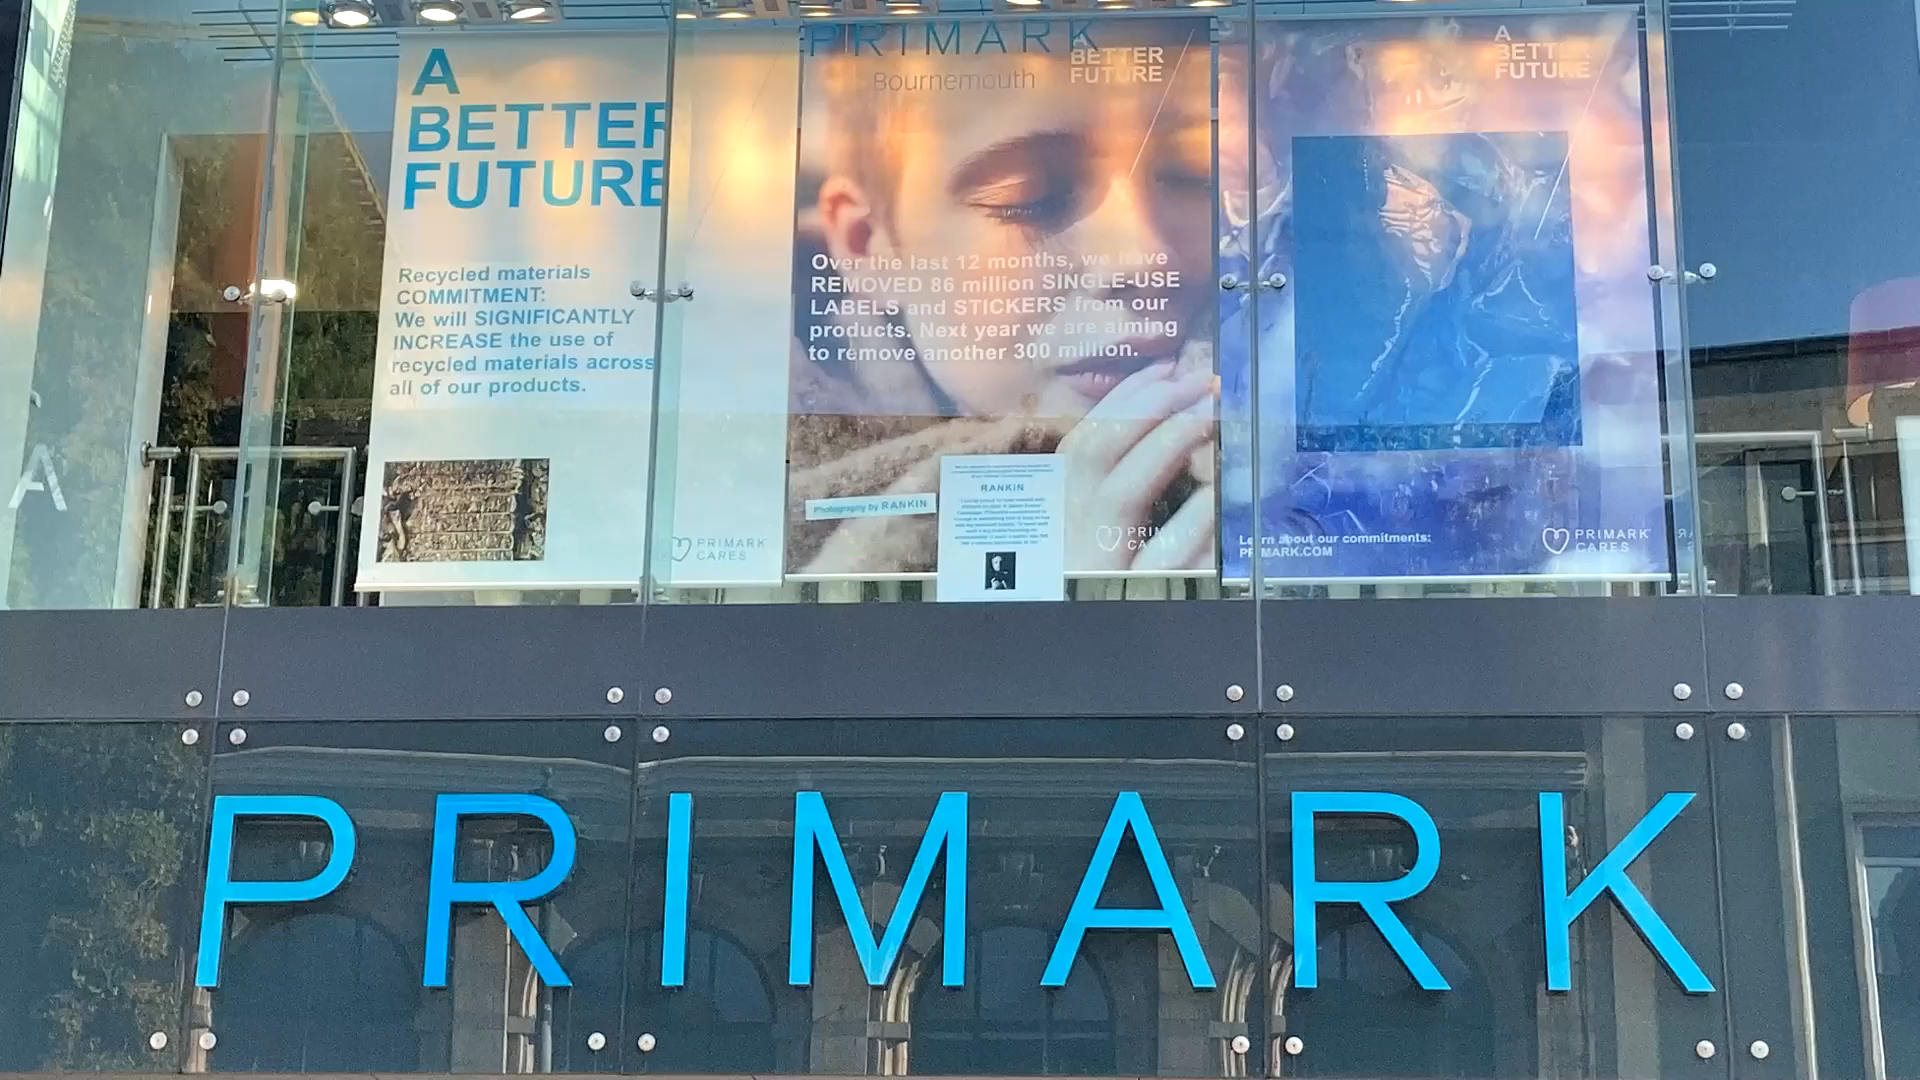 A
BETTER
FUTURE
Recycled materials
COMMITMENT:
We will SIGNIFICANTLY
INCREASE the use of
recycled materials across
all of our products.
PRIMARK
CARES
PRIMARK
Bournemouth
A
BETTER
FUTURE
Over the last 12 months, we have
REMOVED 86 million SINGLE-USE
LABELS and STICKERS from our
products. Next year we are aiming
to remove another 300 million.
Photography by RANKIN
RANKIN
PRIMARK
CARES
A
BETTER
FUTURE
Learn about our commitments:
PRIMARK.COM
PRIMARK
CARES
A
PRIMARK